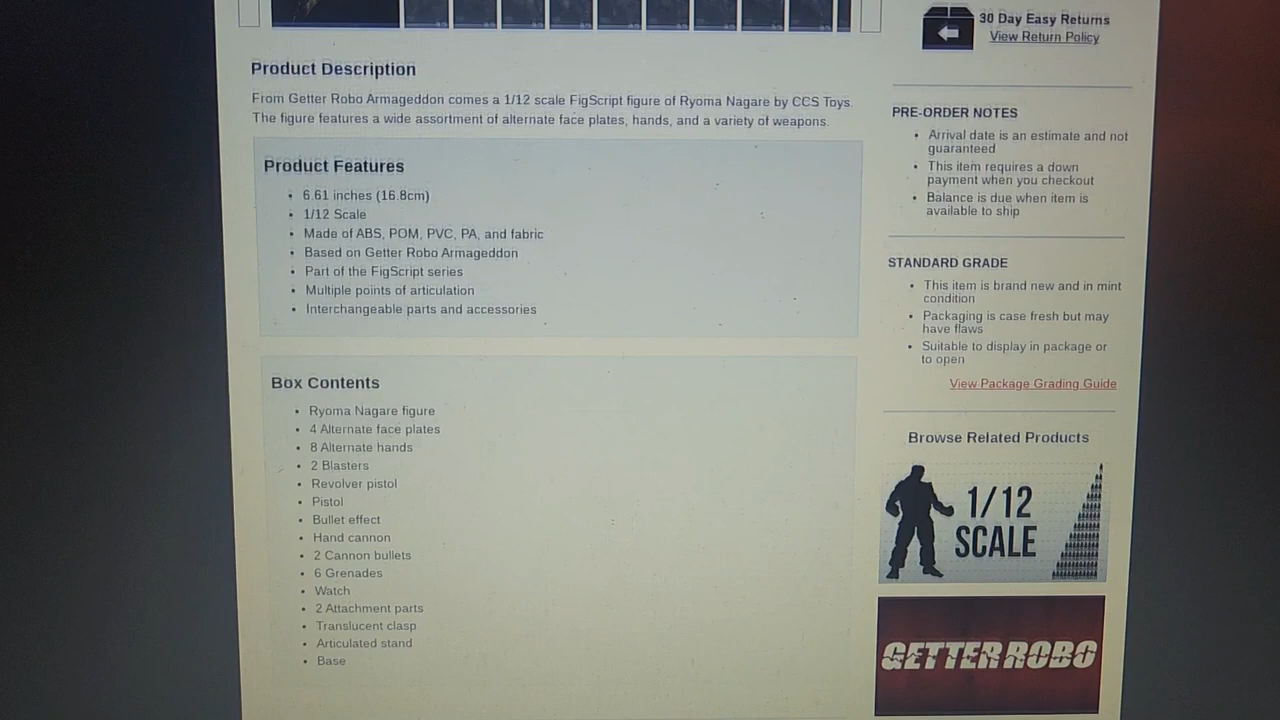 30 Day Easy Returns
View Return Policy
Product Description
From Getter Robo Armageddon comes a 1/12 scale FigScript figure of Ryoma Nagare by CCS Toys.
The figure features a wide assortment of alternate face plates, hands, and a variety of weapons.
Product Features
• 6.61 inches (16.8cm)
• 1/12 Scale
• Made of ABS, POM, PVC, PA, and fabric
• Based on Getter Robo Armageddon
• Part of the FigScript series
• Multiple points of articulation
• Interchangeable parts and accessories
Box Contents
• Ryoma Nagare figure
• 4 Alternate face plates
• 8 Alternate hands
• 2 Blasters
• Revolver pistol
• Pistol
• Bullet effect
• Hand cannon
• 2 Cannon bullets
• 6 Grenades
• Watch
• 2 Attachment parts
• Translucent clasp
• Articulated stand
• Base
PRE-ORDER NOTES
• Arrival date is an estimate and not
guaranteed
• This item requires a down
payment when you checkout
• Balance is due when item is
available to ship
STANDARD GRADE
• This item is brand new and in mint
condition
• Packaging is case fresh but may
have flaws
• Suitable to display in package or
to open
View Package Grading Guide
Browse Related Products
1/12
SCALE
GETTER ROBO